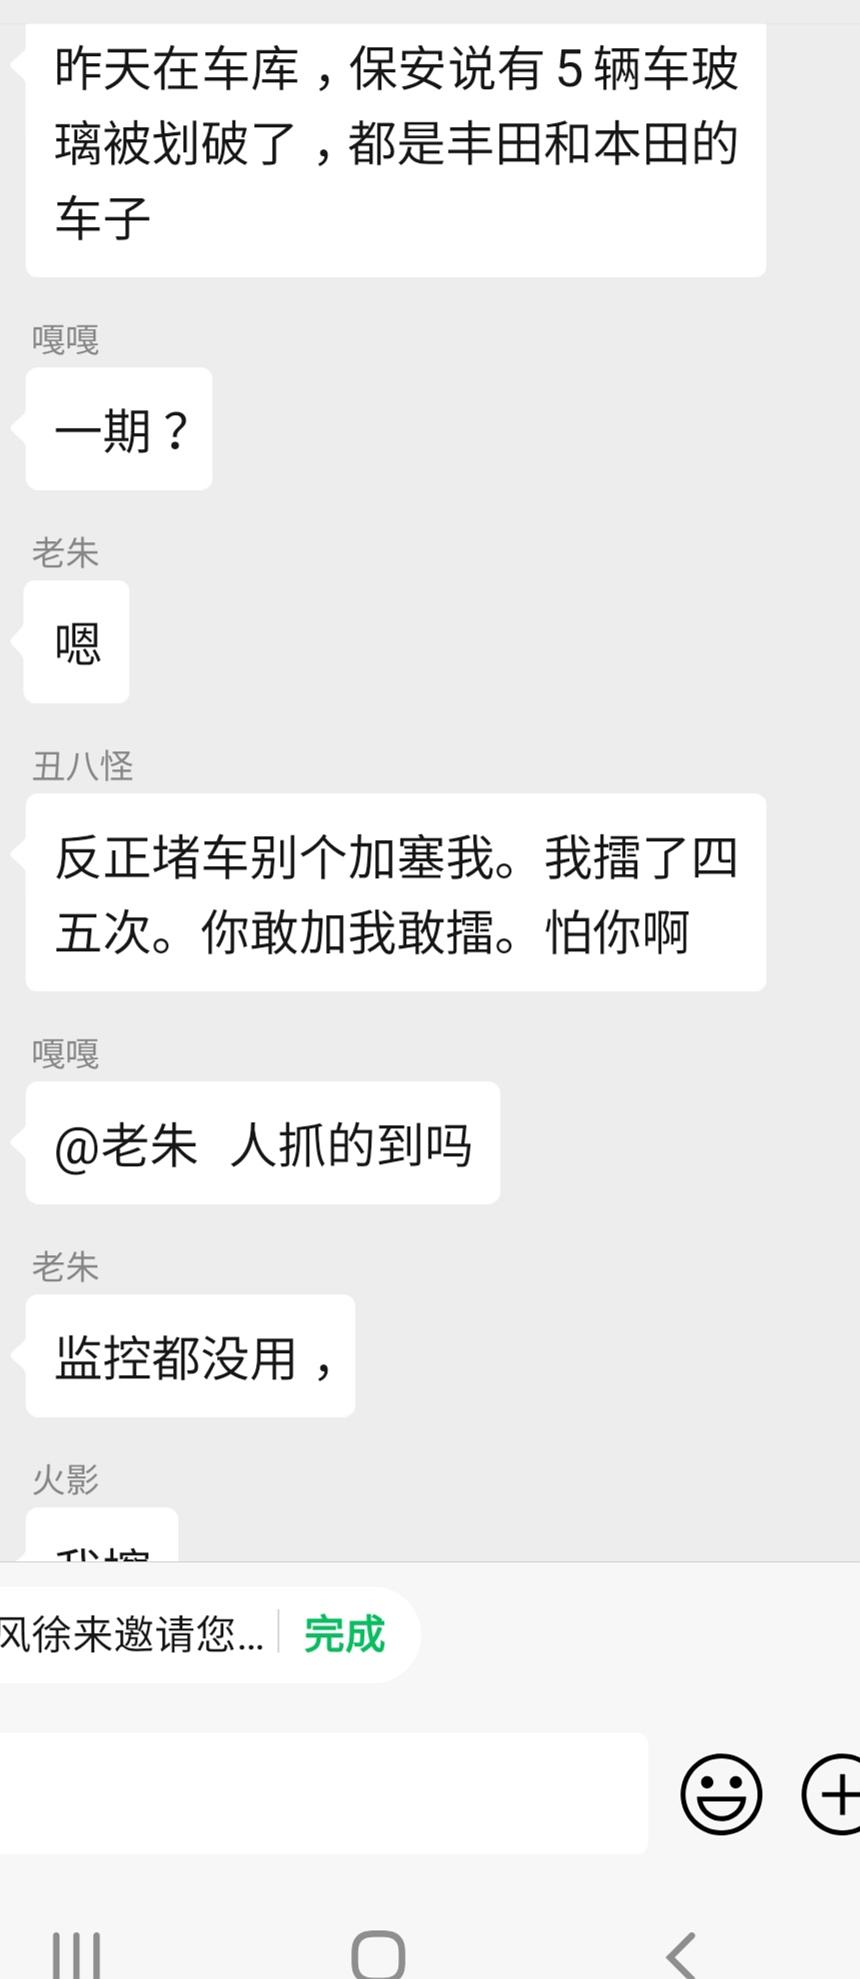 昨天在车库，保安说有5辆车玻
璃被划破了，都是丰田和本田的
车子
嘎嘎
一期？
老朱
嗯
丑八怪
反正堵车别个加塞我。我擂了四
五次。你敢加我敢擂。怕你啊
嘎嘎
@老朱 人抓的到吗
老朱
监控都没用，
火影
风徐来邀请您...
完成